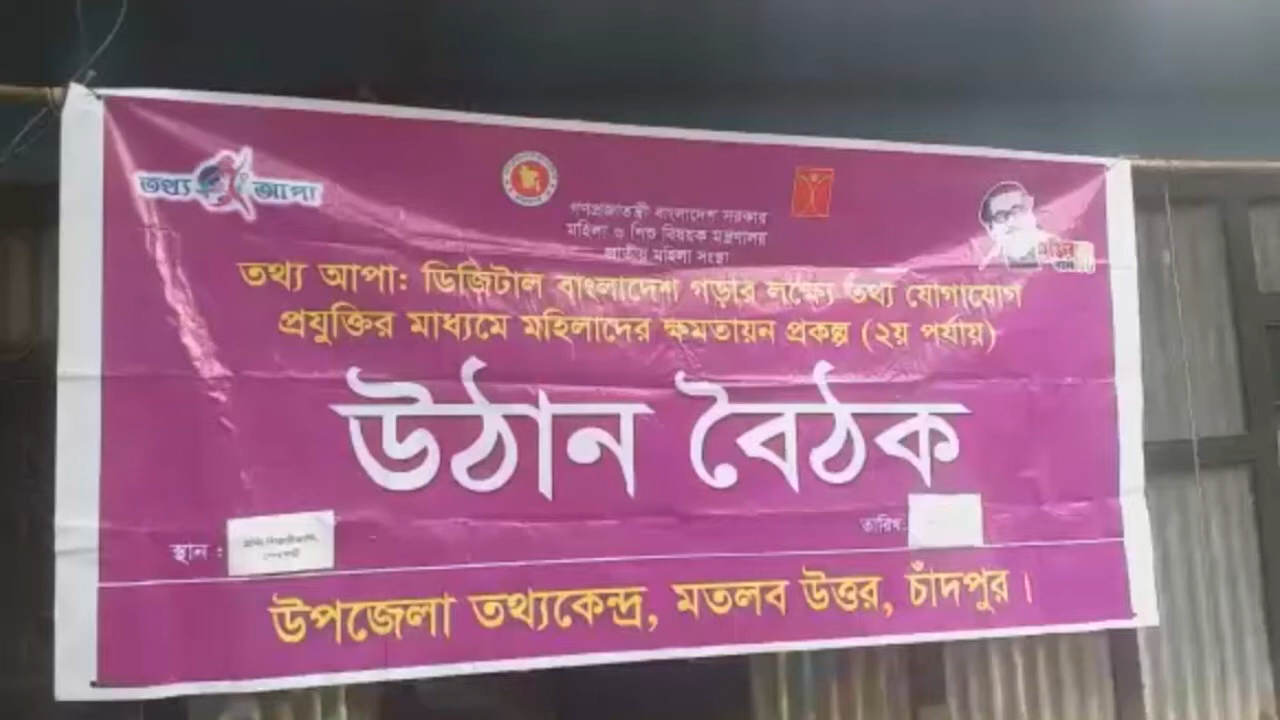 তথ্য আপা
গণপ্রজাতন্ত্রী বাংলাদেশ সরকার
মহিলা ও শিশু বিষয়ক মন্ত্রণালয়
জাতীয় মহিলা সংস্থা
তথ্য আপা: ডিজিটাল বাংলাদেশ গড়ার লক্ষ্যে তথ্য যোগাযোগ
প্রযুক্তির মাধ্যমে মহিলাদের ক্ষমতায়ন প্রকল্প (২য় পর্যায়)
উঠান বৈঠক
স্থান :
তারিখ:
উপজেলা তথ্যকেন্দ্র, মতলব উত্তর, চাঁদপুর।